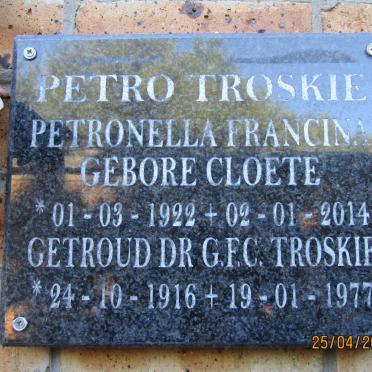 PETRO TROSKIE
PETRONELLA FRANCINA
GEBORE CLOETE
* 01 - 03 - 1922 + 02 - 01 - 2014
GETROUD DR G.F.C. TROSKIE
* 24 - 10 - 1916 + 19 - 01 - 1977
25/04/20